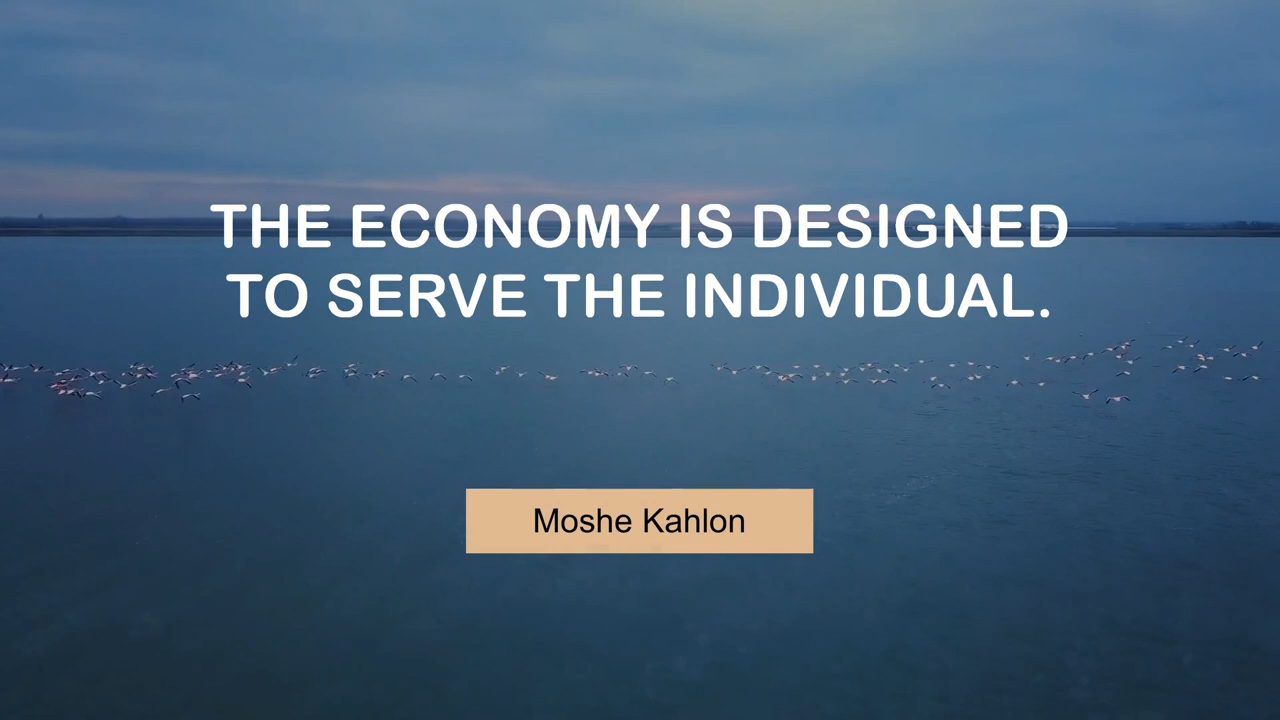 THE ECONOMY IS DESIGNED
TO SERVE THE INDIVIDUAL.
Moshe Kahlon